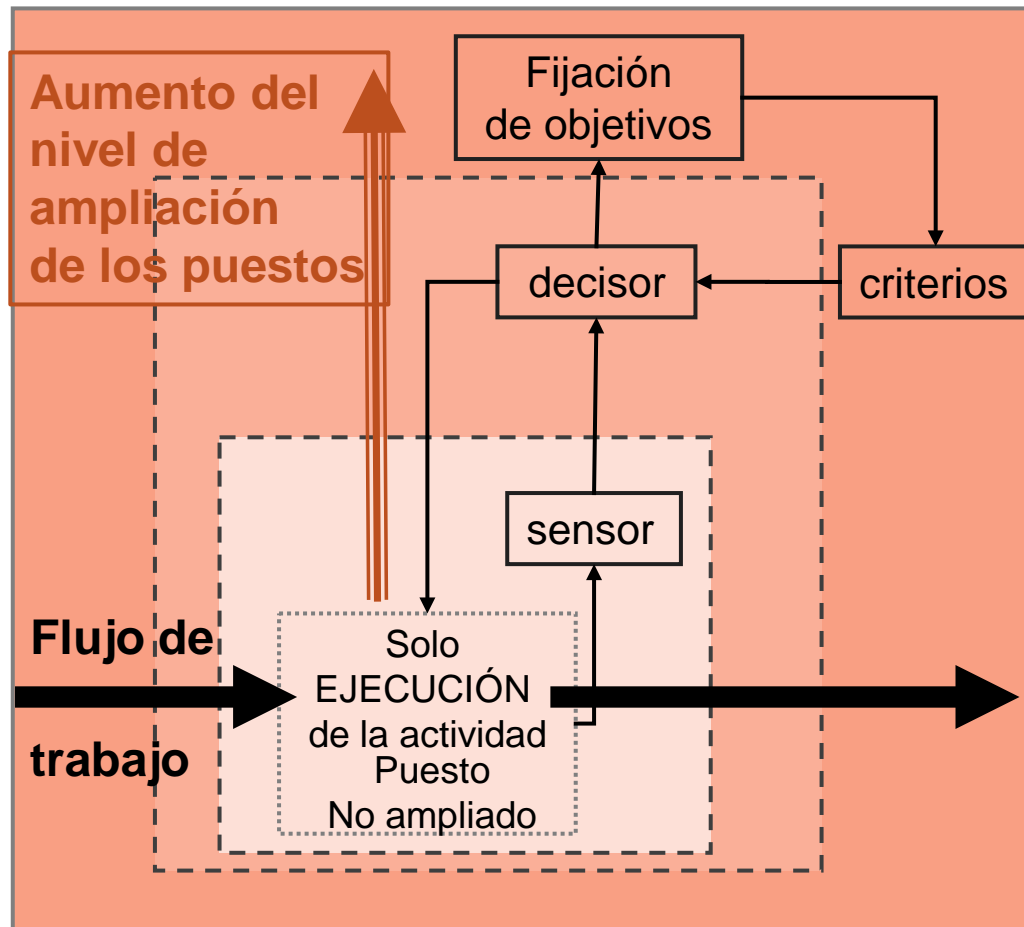 Aumento del
nivel de
ampliación
de los puestos
Fijación
de objetivos
decisor
criterios
sensor
Flujo de
trabajo
Solo
EJECUCIÓN
de la actividad
Puesto
No ampliado